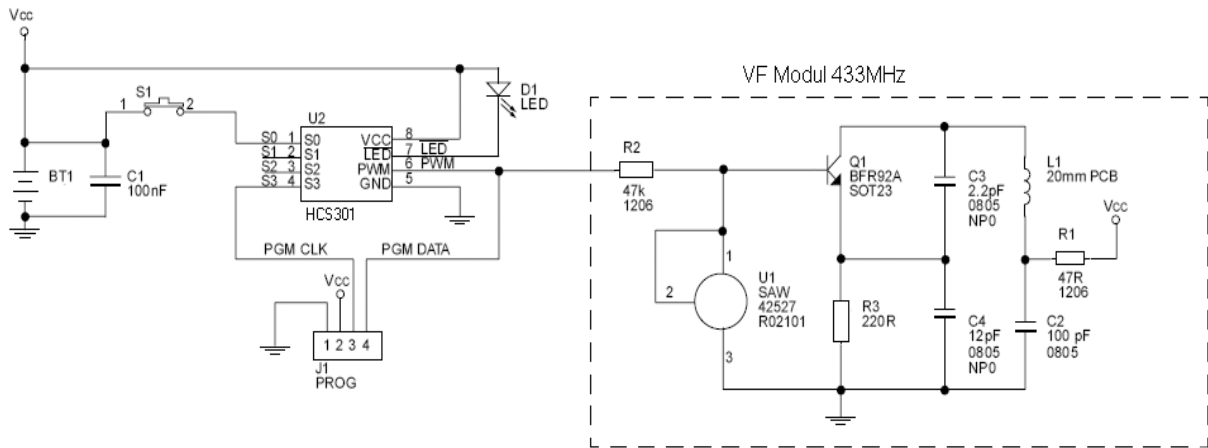 Vcc
S1
1
2
BT1
C1
100nF
U2
S0 1 S0
S1 2 S1
S2 3 S2
S3 4 S3
VCC 8
LED 7 LED
PWM 6 PWM
GND 5
HCS301
D1
LED
PGM CLK
PGM DATA
Vcc
1 2 3 4
J1
PROG
VF Modul 433MHz
R2
47k
1206
1
2
3
U1
SAW
42527
R02101
Q1
BFR92A
SOT23
R3
220R
C3
2.2pF
0805
NP0
C4
12pF
0805
NP0
L1
20mm PCB
Vcc
R1
47R
1206
C2
100 pF
0805